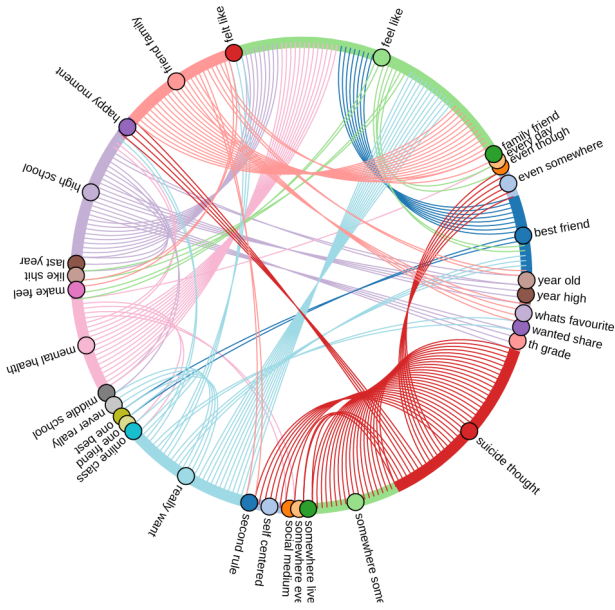 felt like
feel like
family friend
every day
even though
even somewhere
best friend
year old
year high
whats favourite
wanted share
th grade
suicide thought
somewhere some
somewhere live
somewhere eve
social medium
self centered
second rule
really want
online class
one friend
one best
never really
middle school
mental health
make feel
like shit
last year
high school
happy moment
friend family